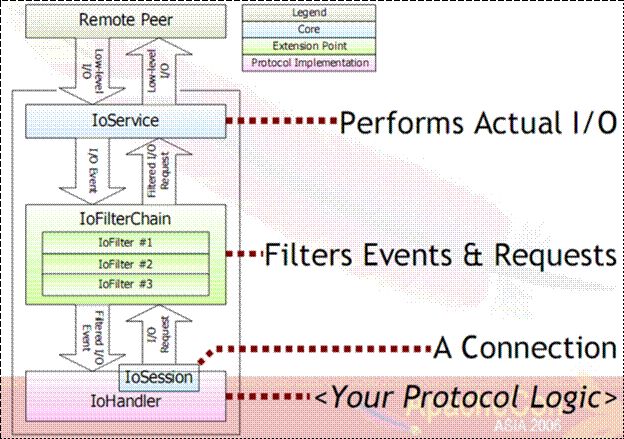 Remote Peer
Legend
Core
Extension Point
Protocol Implementation
Low-level
I/O
Low-level
I/O
IoService
Performs Actual I/O
I/O Event
Filtered I/O
Request
IoFilterChain
IoFilter #1
IoFilter #2
IoFilter #3
Filters Events & Requests
Filtered I/O
Event
I/O
Request
A Connection
IoSession
IoHandler
<Your Protocol Logic>
ApacheCon
ASIA 2006